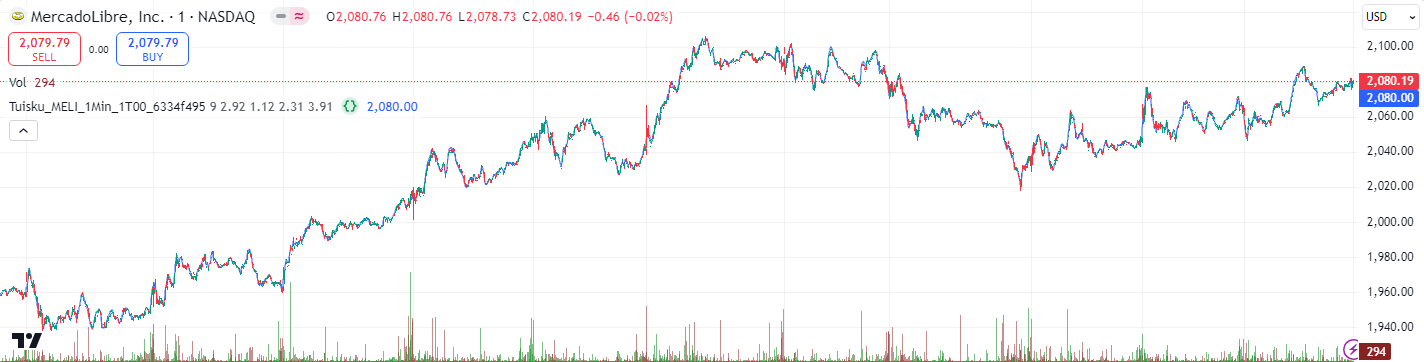 MercadoLibre, Inc. · 1 · NASDAQ O2,080.76 H2,080.76 L2,078.73 C2,080.19 −0.46 (−0.02%) USD
2,079.79 SELL 0.00 2,079.79 BUY
Vol 294
Tuisku_MELI_1Min_1T00_6334f495 9 2.92 1.12 2.31 3.91 2,080.00
2,100.00
2,080.19
2,080.00
2,060.00
2,040.00
2,020.00
2,000.00
1,980.00
1,960.00
1,940.00
294